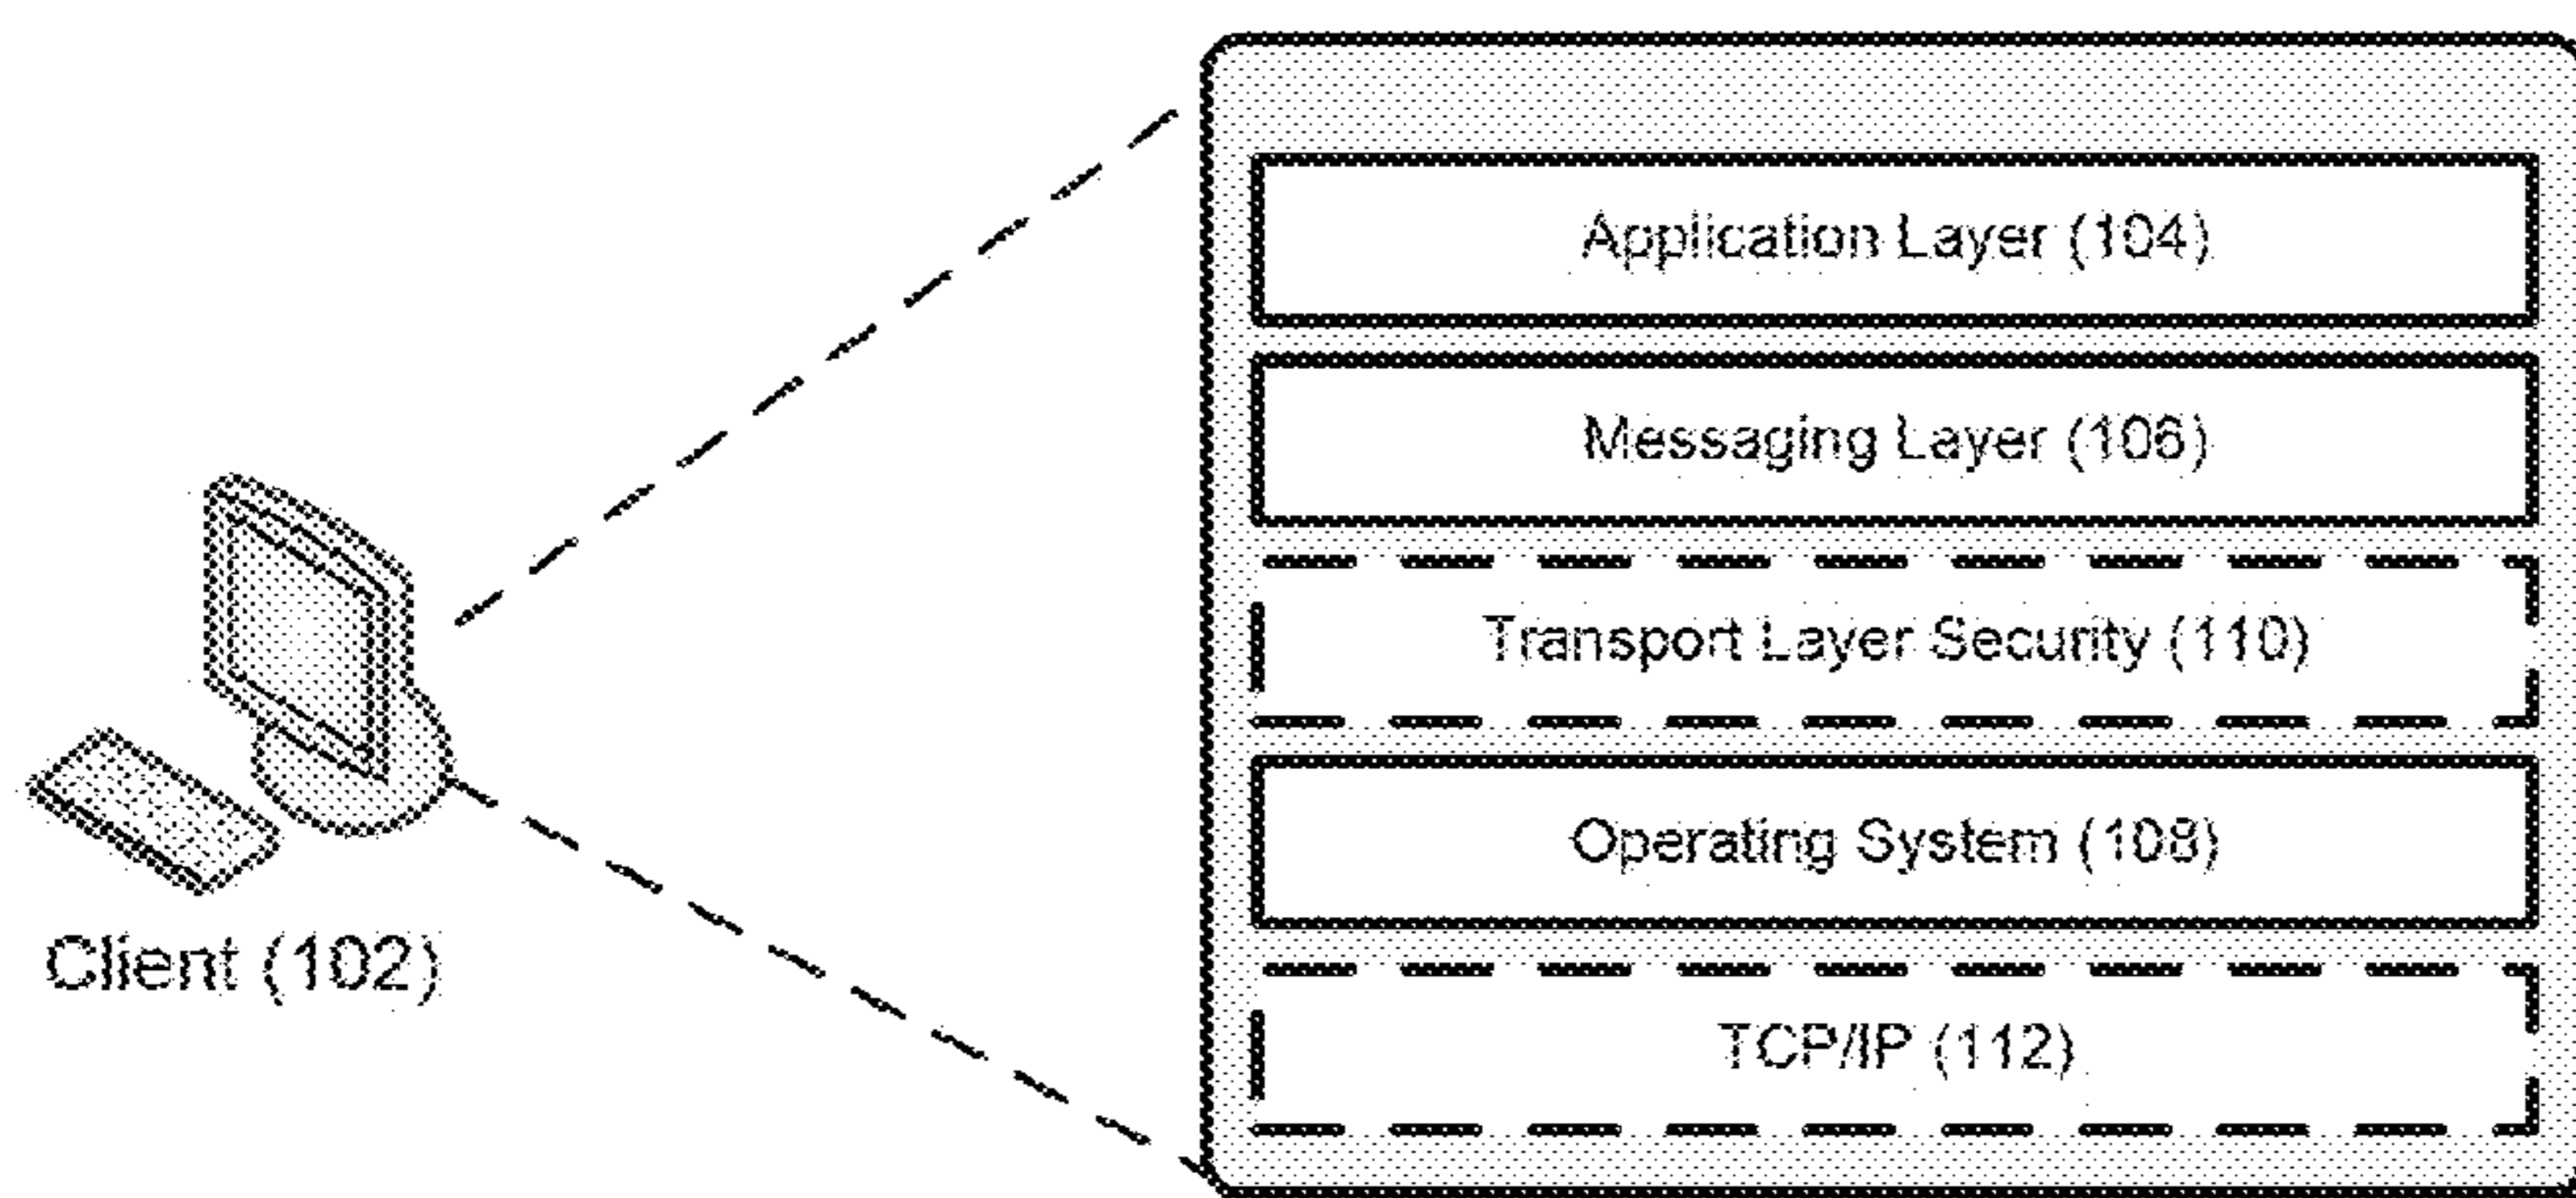 Application Layer (104)
Messaging Layer (106)
Transport Layer Security (110)
Operating System (108)
TCP/IP (112)
Client (102)